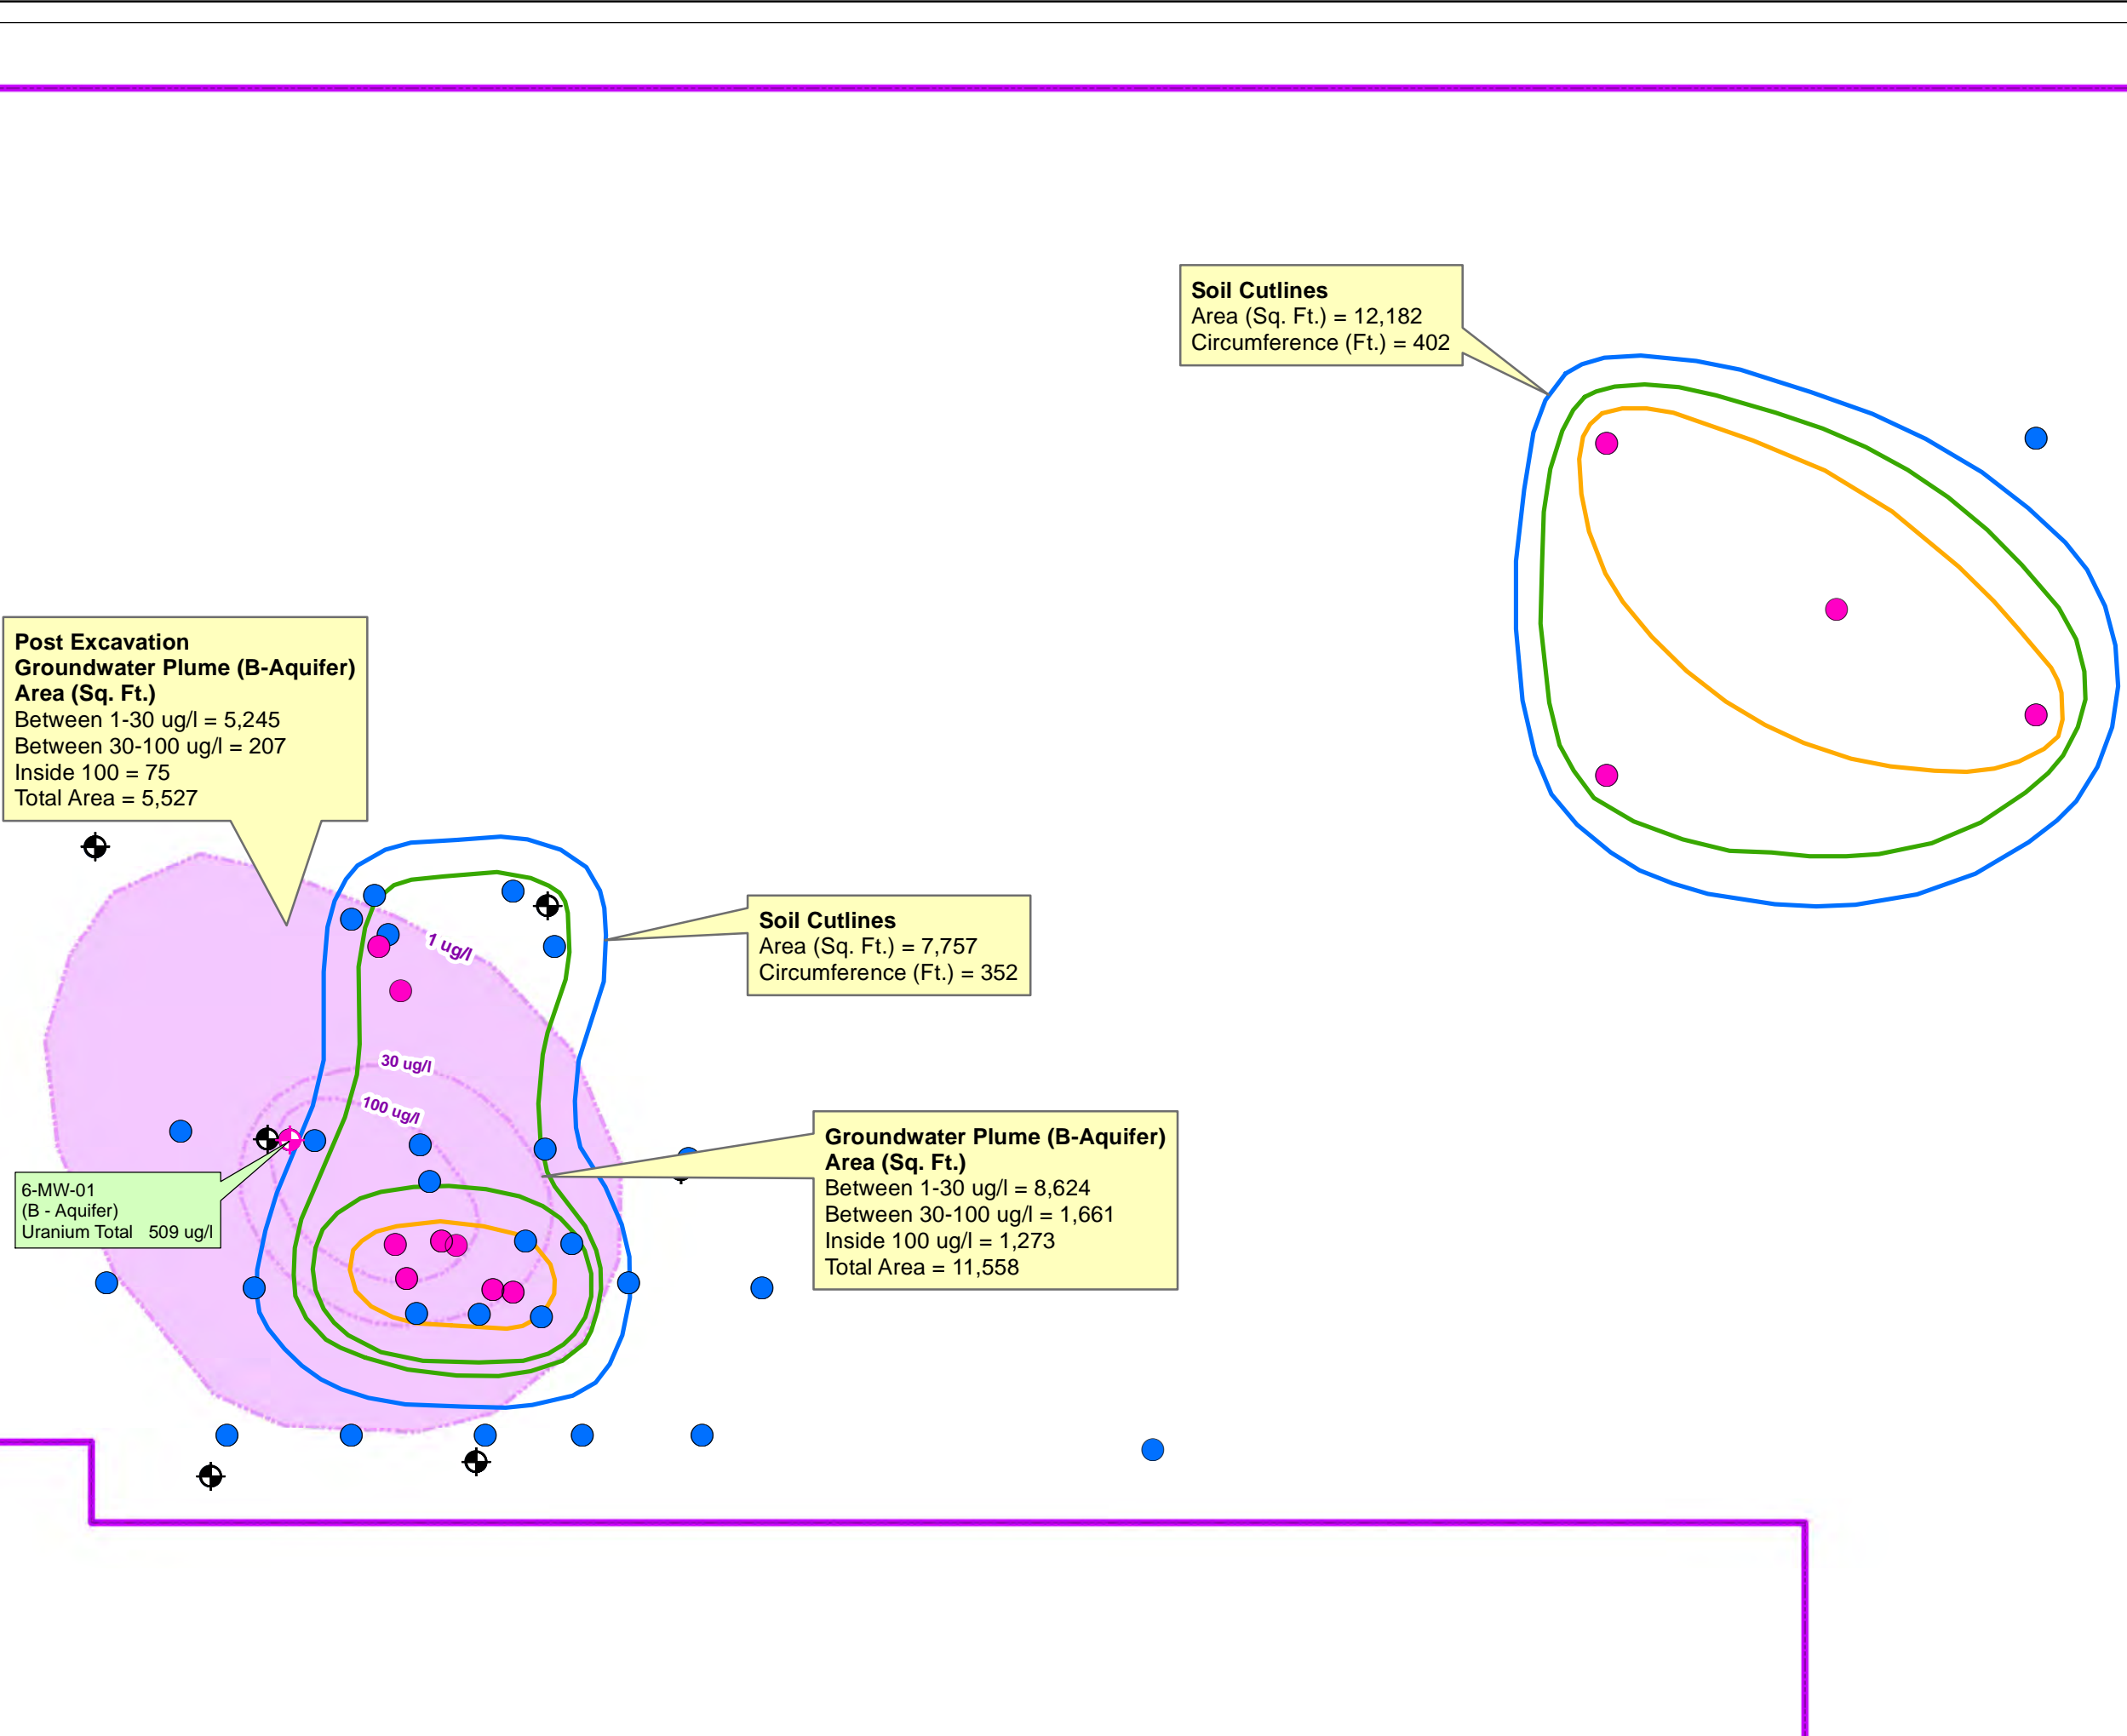 Soil Cutlines
Area (Sq. Ft.) = 12,182
Circumference (Ft.) = 402
Post Excavation
Groundwater Plume (B-Aquifer)
Area (Sq. Ft.)
Between 1-30 ug/l = 5,245
Between 30-100 ug/l = 207
Inside 100 = 75
Total Area = 5,527
Soil Cutlines
Area (Sq. Ft.) = 7,757
Circumference (Ft.) = 352
1 ug/l
30 ug/l
100 ug/l
Groundwater Plume (B-Aquifer)
Area (Sq. Ft.)
Between 1-30 ug/l = 8,624
Between 30-100 ug/l = 1,661
Inside 100 ug/l = 1,273
Total Area = 11,558
6-MW-01
(B - Aquifer)
Uranium Total 509 ug/l